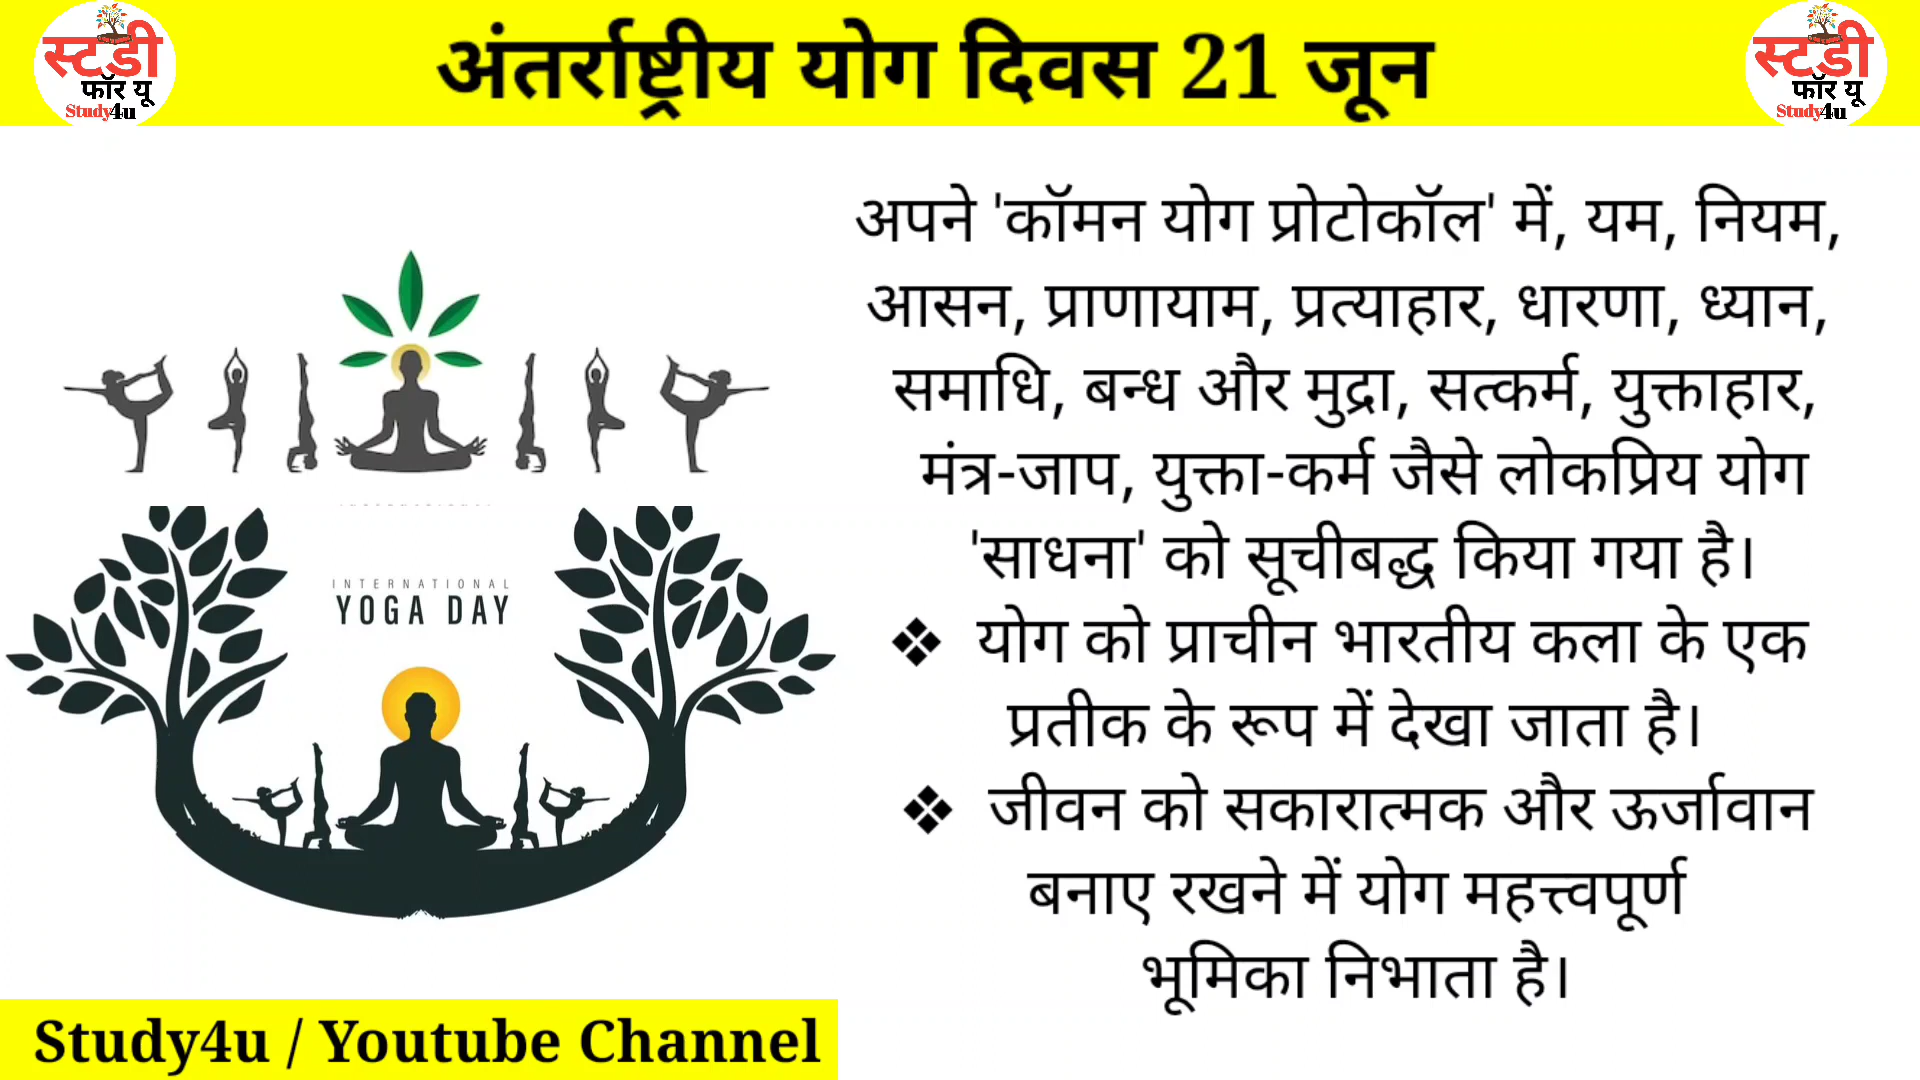 स्टडी
फॉर यू
Study4u
अंतर्राष्ट्रीय योग दिवस 21 जून
स्टडी
फॉर यू
Study4u
अपने 'कॉमन योग प्रोटोकॉल' में, यम, नियम,
आसन, प्राणायाम, प्रत्याहार, धारणा, ध्यान,
समाधि, बन्ध और मुद्रा, सत्कर्म, युक्ताहार,
मंत्र-जाप, युक्ता-कर्म जैसे लोकप्रिय योग
'साधना' को सूचीबद्ध किया गया है।
❖ योग को प्राचीन भारतीय कला के एक
प्रतीक के रूप में देखा जाता है।
❖ जीवन को सकारात्मक और ऊर्जावान
बनाए रखने में योग महत्त्वपूर्ण
भूमिका निभाता है।
INTERNATIONAL
YOGA DAY
Study4u / Youtube Channel